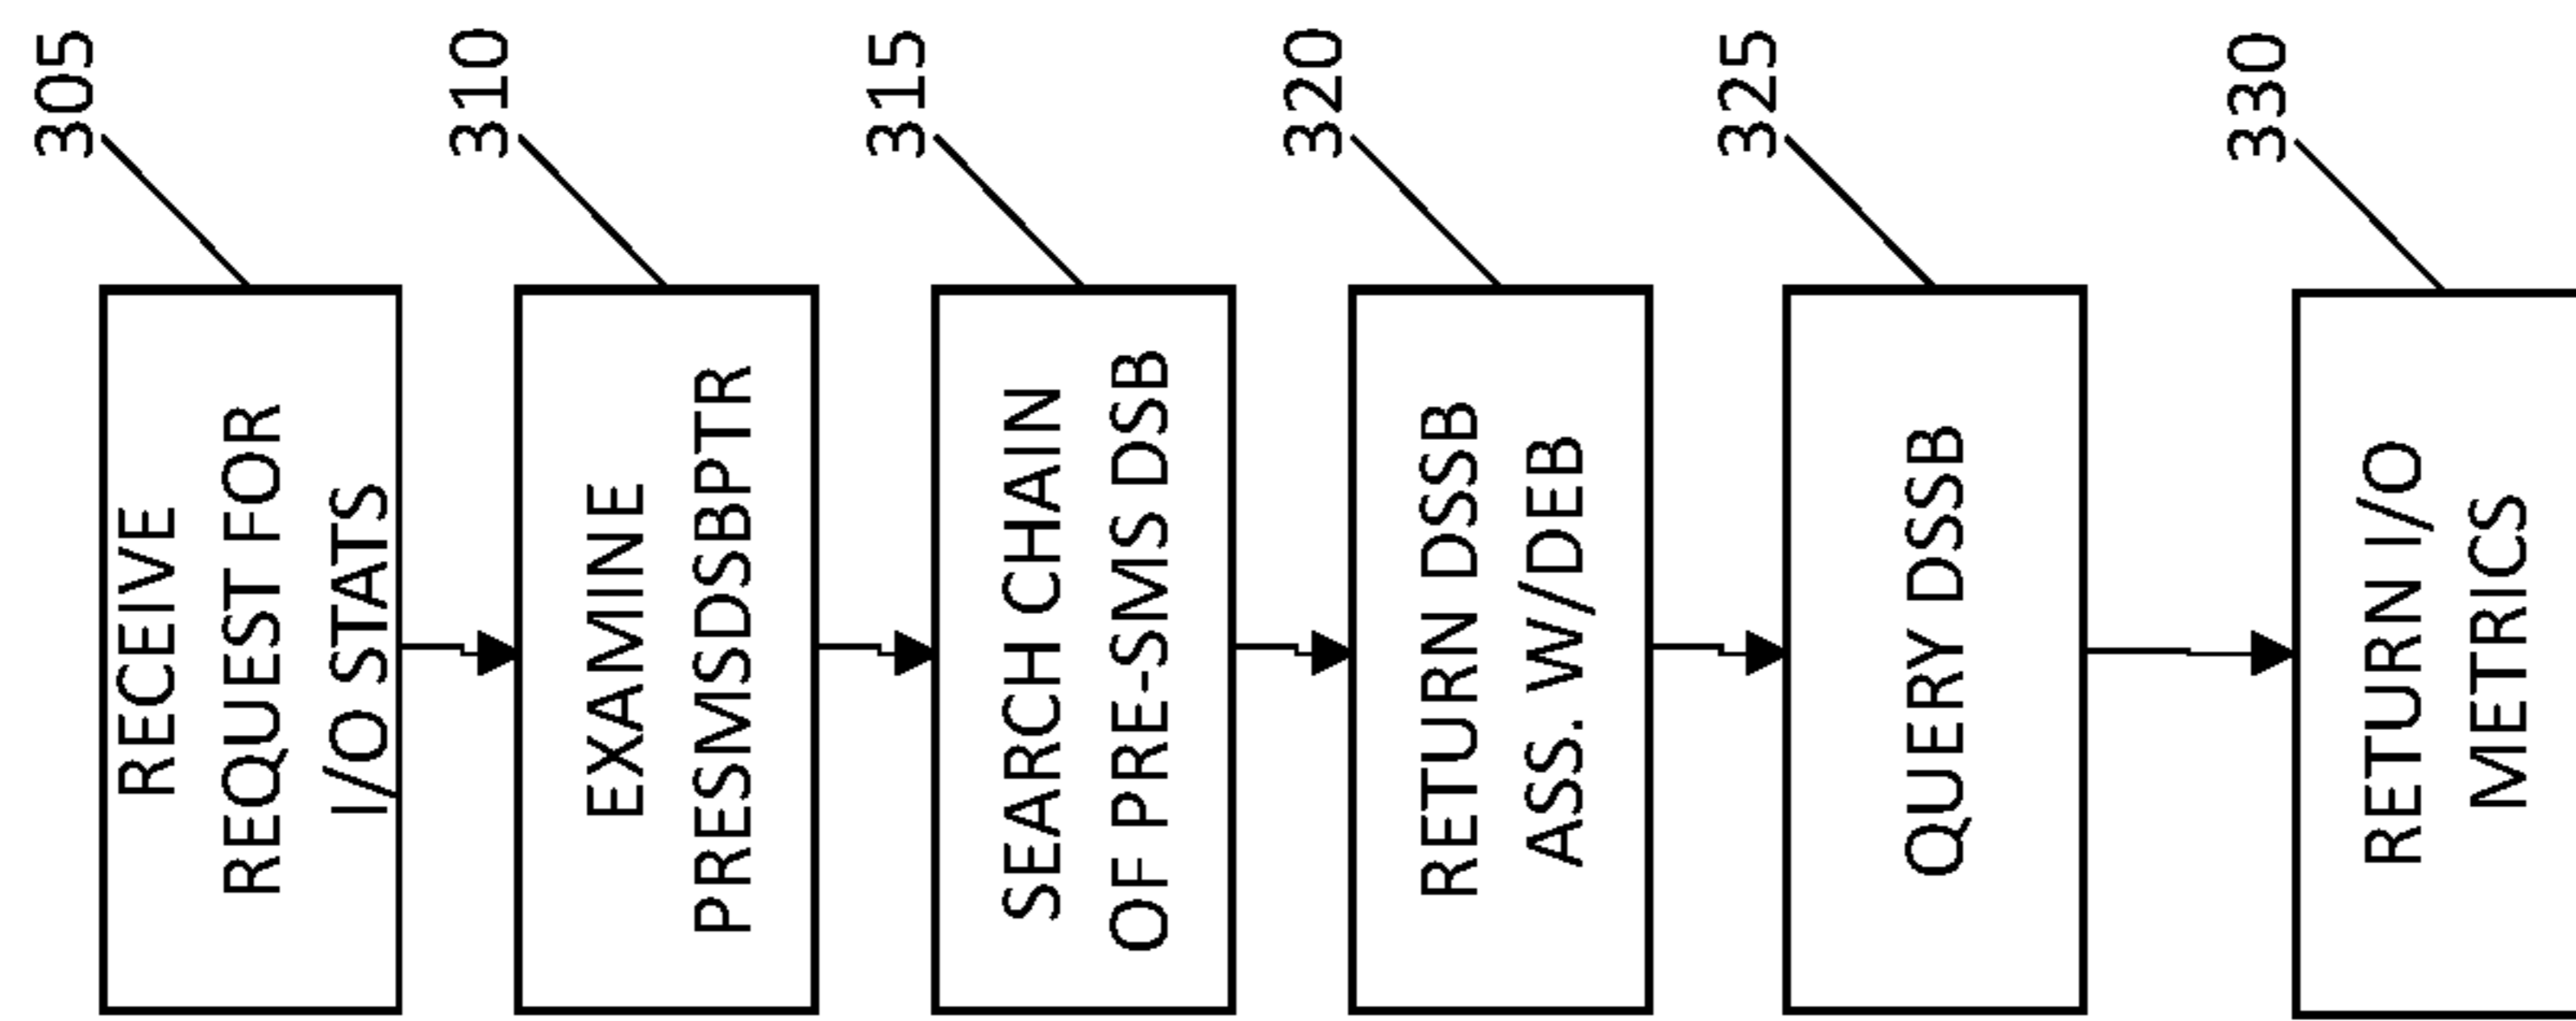 305
RECEIVE
REQUEST FOR
I/O STATS
310
EXAMINE
PRESMSDSBPTR
315
SEARCH CHAIN
OF PRE-SMS DSB
320
RETURN DSSB
ASS. W/DEB
325
QUERY DSSB
330
RETURN I/O
METRICS